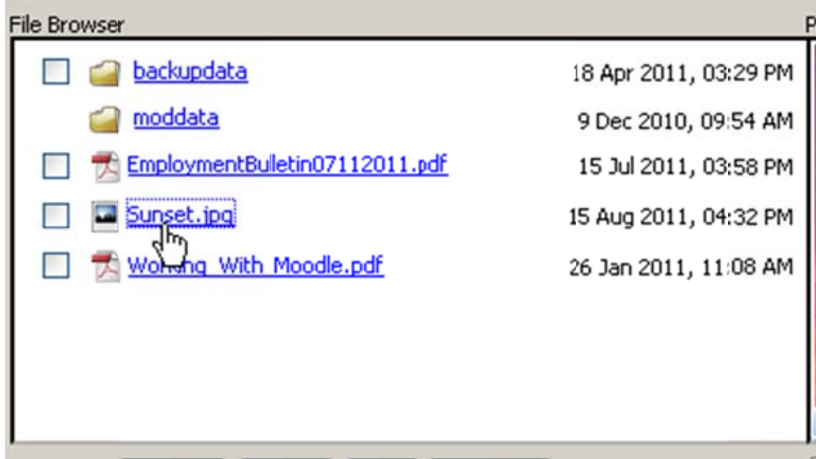 File Browser
P
backupdata 18 Apr 2011, 03:29 PM
moddata 9 Dec 2010, 09:54 AM
EmploymentBulletin07112011.pdf 15 Jul 2011, 03:58 PM
Sunset.jpg 15 Aug 2011, 04:32 PM
Working_With_Moodle.pdf 26 Jan 2011, 11:08 AM